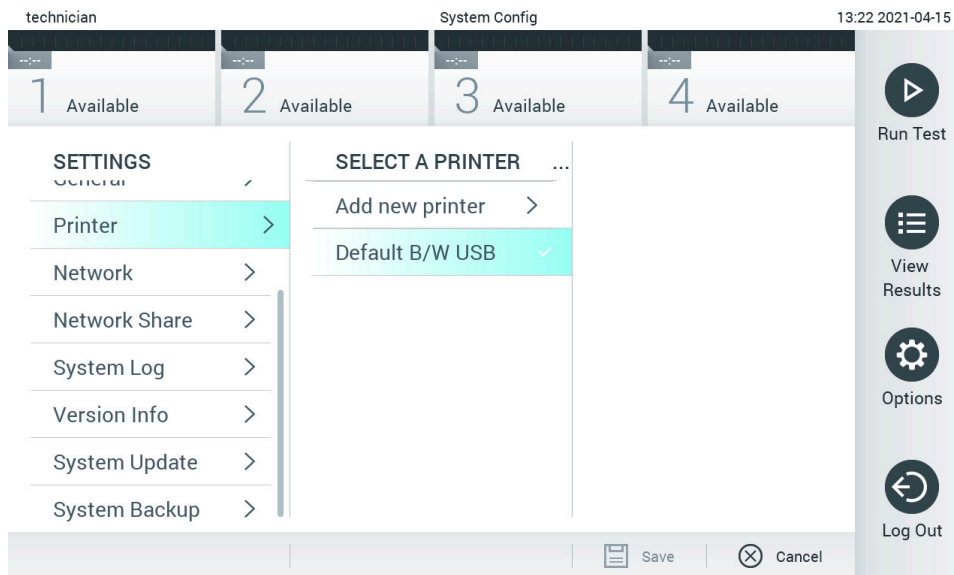 technician
System Config
13:22 2021-04-15
--:--
--:--
--:--
--:--
1 Available
2 Available
3 Available
4 Available
Run Test
SETTINGS
General
Printer
Network
Network Share
System Log
Version Info
System Update
System Backup
SELECT A PRINTER ...
Add new printer
Default B/W USB
View
Results
Options
Log Out
Save
Cancel